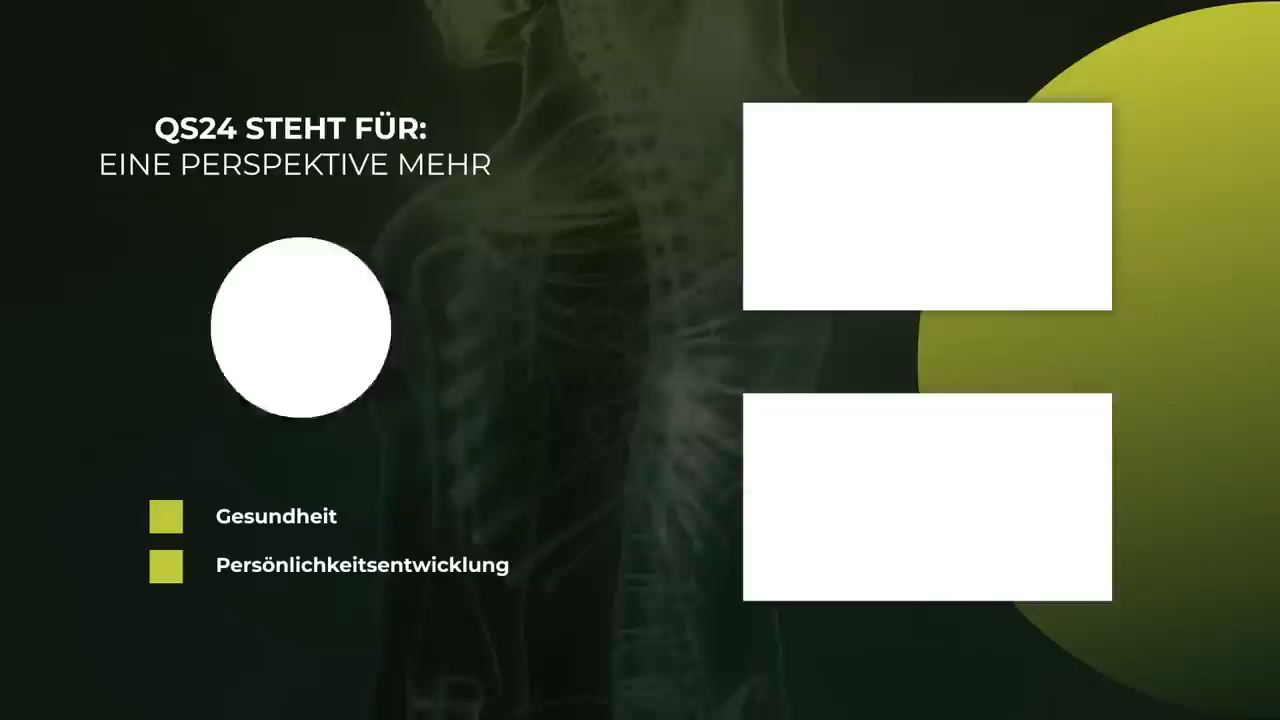 QS24 STEHT FÜR:
EINE PERSPEKTIVE MEHR
Gesundheit
Persönlichkeitsentwicklung